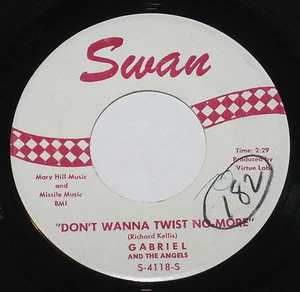 Swan
Time: 2:29
Produced by
Virtue Lab
Mary Hill Music
and
Missile Music
BMI
182
"DON'T WANNA TWIST NO MORE"
(Richard Kellis)
GABRIEL
AND THE ANGELS
S-4118-S